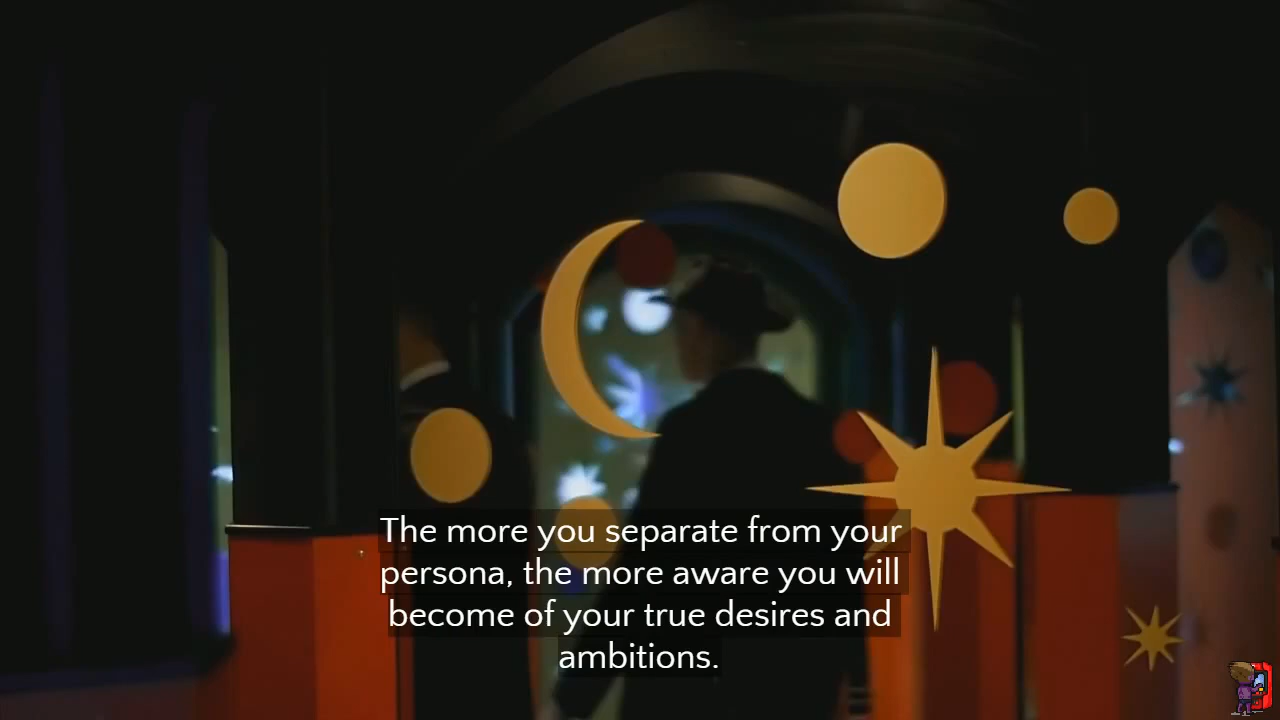 The more you separate from your
persona, the more aware you will
become of your true desires and
ambitions.